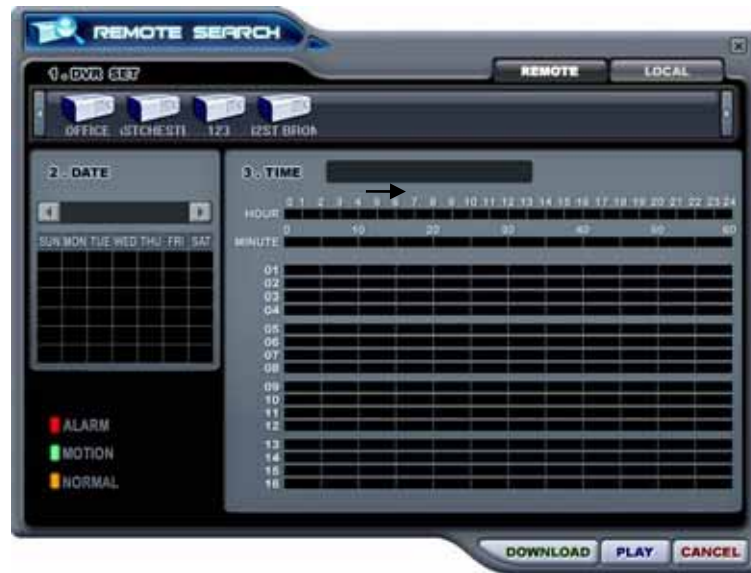 REMOTE SEARCH
1. DVR SET
REMOTE LOCAL
OFFICE 123
2. DATE
3. TIME
0 1 2 3 4 5 6 7 8 9 10 11 12 13 14 15 16 17 18 19 20 21 22 23 24
HOUR
0 10 20 30 40 50 60
MINUTE
SUN MON TUE WED THU FRI SAT
01
02
03
04
05
06
07
08
09
10
11
12
13
14
15
16
ALARM
MOTION
NORMAL
DOWNLOAD PLAY CANCEL